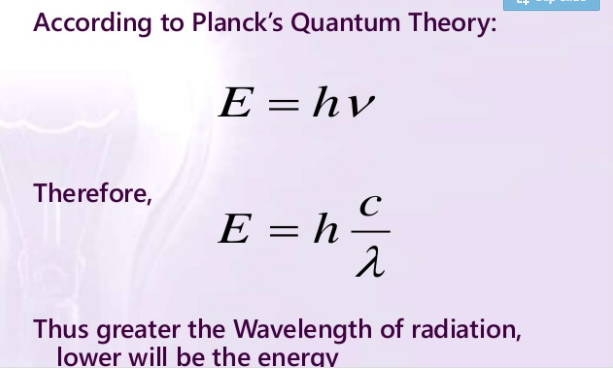 According to Planck's Quantum Theory:
E = hν
Therefore,
E = h c/λ
Thus greater the Wavelength of radiation,
lower will be the energy